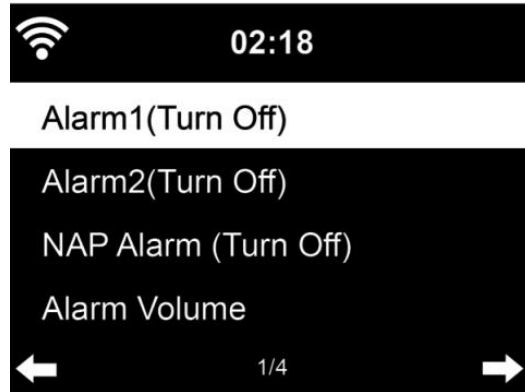 02:18
Alarm1(Turn Off)
Alarm2(Turn Off)
NAP Alarm (Turn Off)
Alarm Volume
1/4